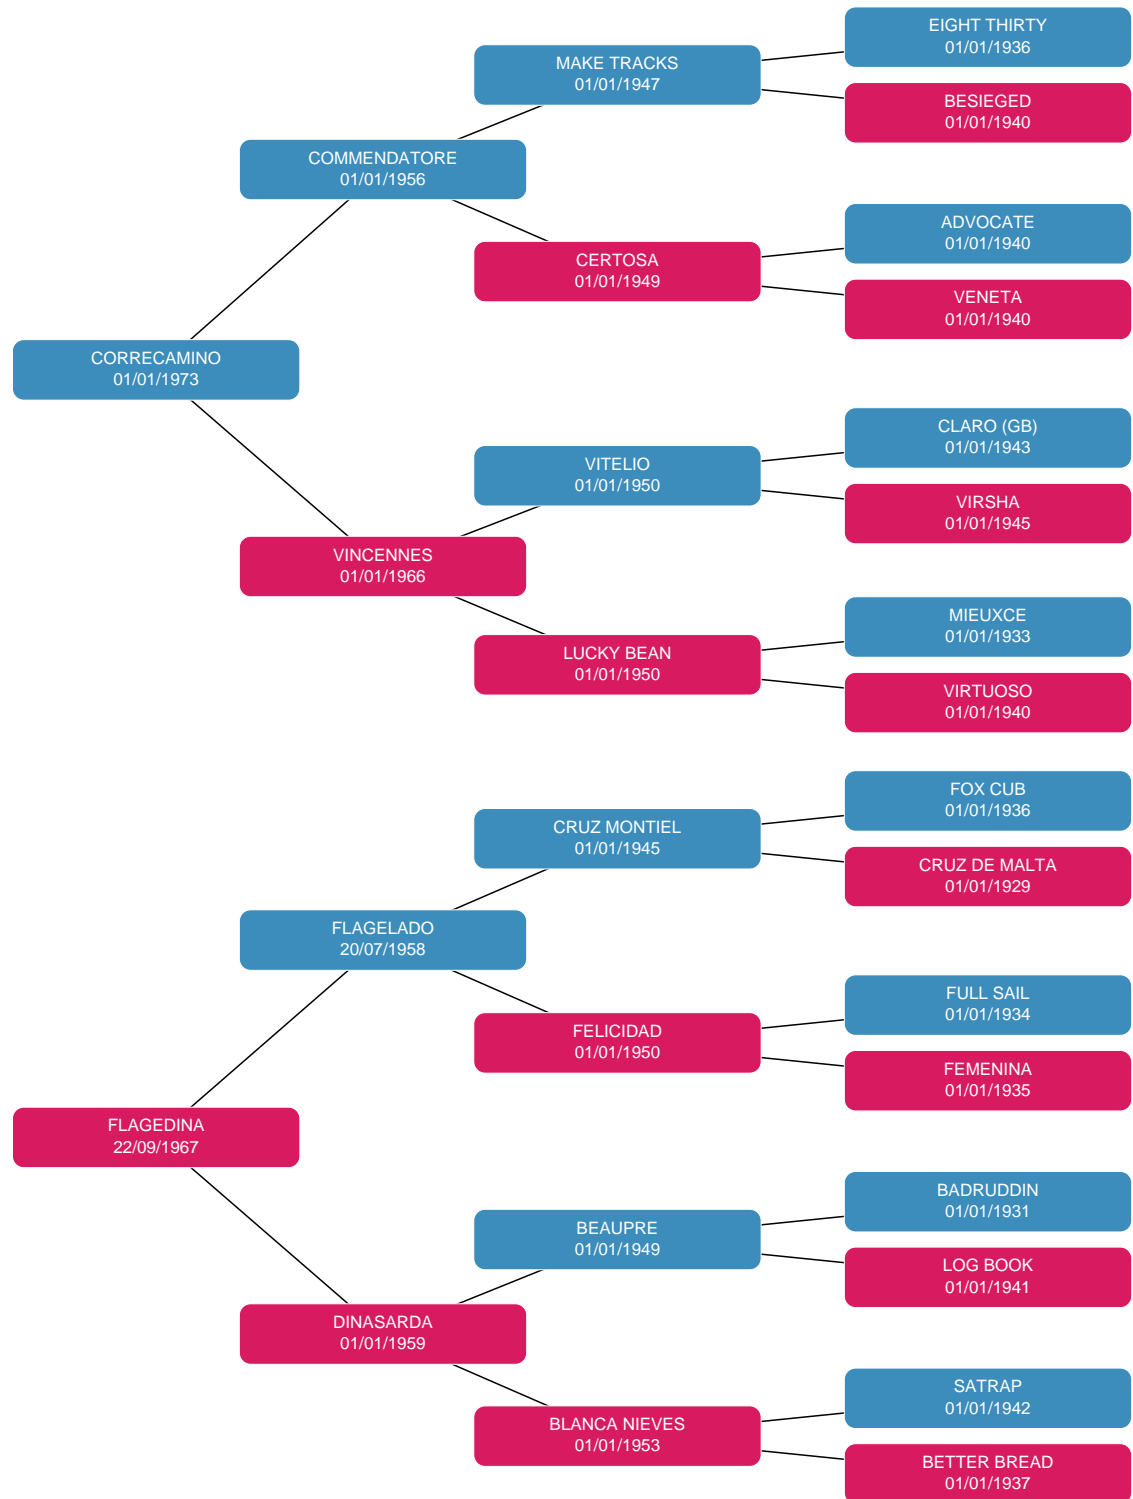 EIGHT THIRTY
01/01/1936
MAKE TRACKS
01/01/1947
BESIEGED
01/01/1940
COMMENDATORE
01/01/1956
ADVOCATE
01/01/1940
CERTOSA
01/01/1949
VENETA
01/01/1940
CORRECAMINO
01/01/1973
CLARO (GB)
01/01/1943
VITELIO
01/01/1950
VIRSHA
01/01/1945
VINCENNES
01/01/1966
MIEUXCE
01/01/1933
LUCKY BEAN
01/01/1950
VIRTUOSO
01/01/1940
FOX CUB
01/01/1936
CRUZ MONTIEL
01/01/1945
CRUZ DE MALTA
01/01/1929
FLAGELADO
20/07/1958
FULL SAIL
01/01/1934
FELICIDAD
01/01/1950
FEMENINA
01/01/1935
FLAGEDINA
22/09/1967
BADRUDDIN
01/01/1931
BEAUPRE
01/01/1949
LOG BOOK
01/01/1941
DINASARDA
01/01/1959
SATRAP
01/01/1942
BLANCA NIEVES
01/01/1953
BETTER BREAD
01/01/1937